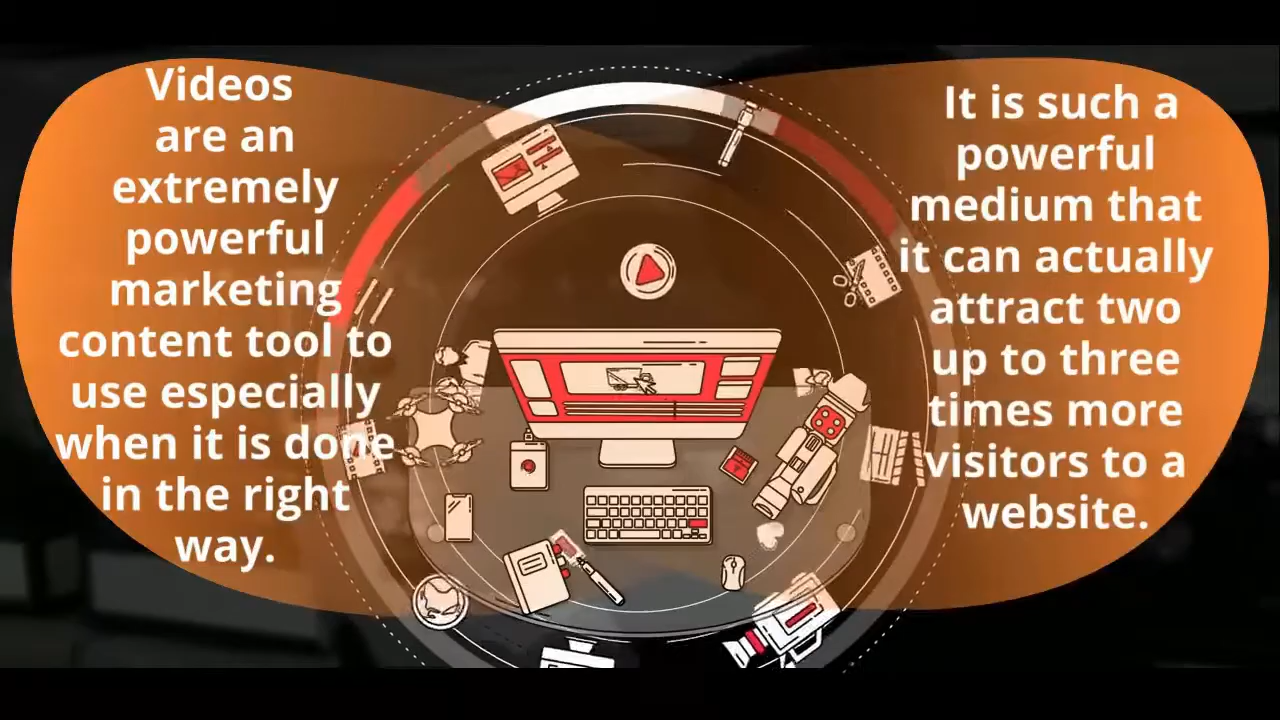 Videos
are an
extremely
powerful
marketing
content tool to
use especially
when it is done
in the right
way.
It is such a
powerful
medium that
it can actually
attract two
up to three
times more
visitors to a
website.